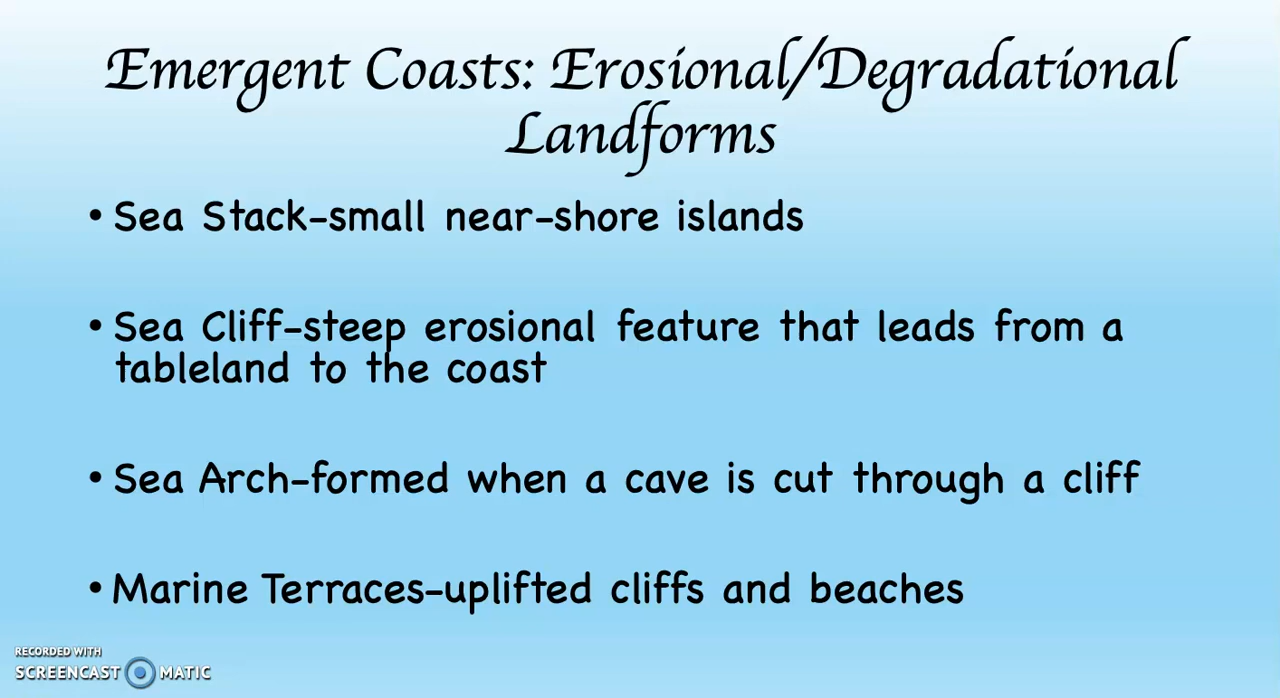 Emergent Coasts: Erosional/Degradational
Landforms
• Sea Stack-small near-shore islands
• Sea Cliff-steep erosional feature that leads from a
tableland to the coast
• Sea Arch-formed when a cave is cut through a cliff
• Marine Terraces-uplifted cliffs and beaches
RECORDED WITH
SCREENCAST MATIC